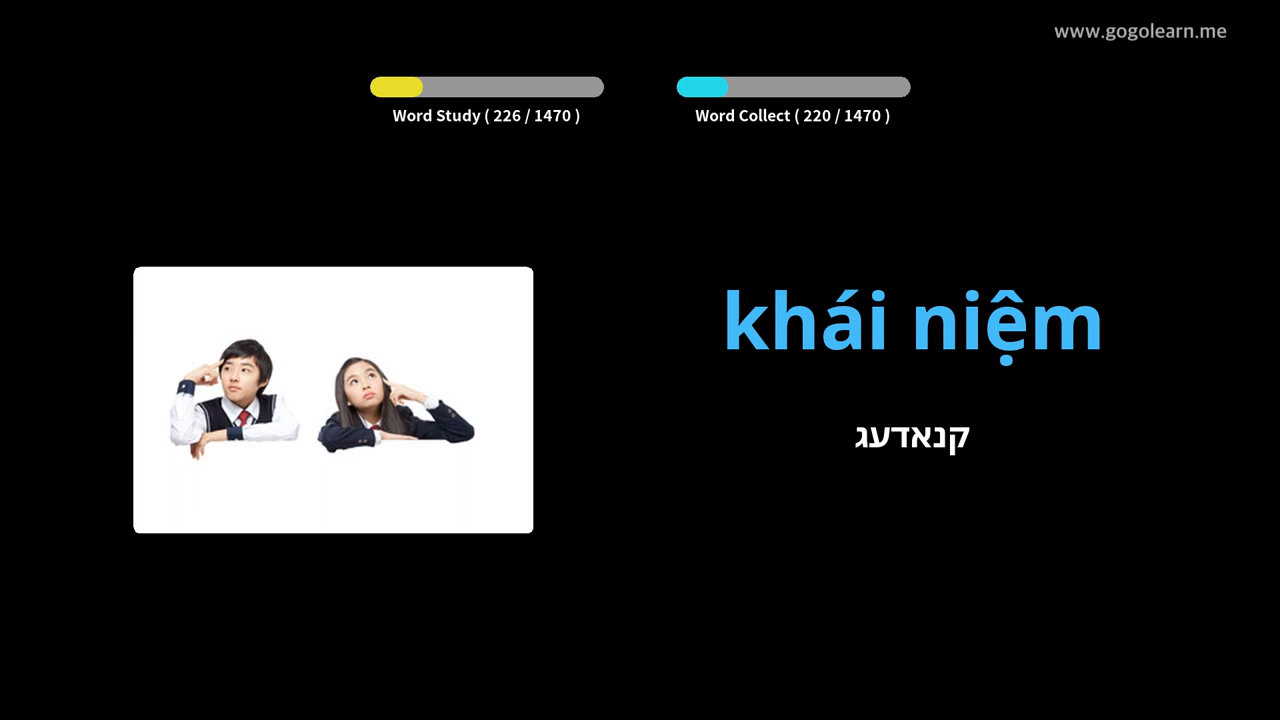 www.gogolearn.me
Word Study ( 226 / 1470 )
Word Collect ( 220 / 1470 )
khái niệm
קנאדעג